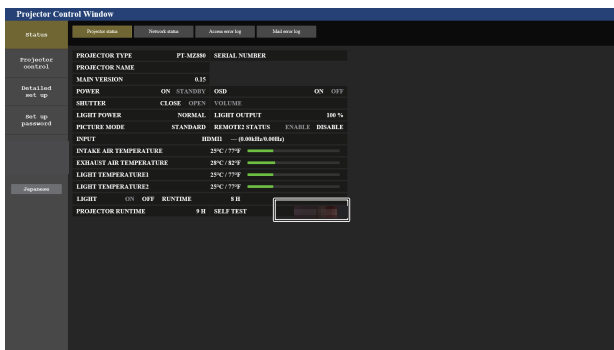 Projector Control Window
Status
Projector control
Detailed set up
Set up password
Japanese
Projector status Network status Access error log Mail error log
PROJECTOR TYPE PT-MZ880 SERIAL NUMBER
PROJECTOR NAME
MAIN VERSION 0.15
POWER ON STANDBY OSD ON OFF
SHUTTER CLOSE OPEN VOLUME
LIGHT POWER NORMAL LIGHT OUTPUT 100 %
PICTURE MODE STANDARD REMOTE2 STATUS ENABLE DISABLE
INPUT HDMI1 --- (0.00kHz/0.00Hz)
INTAKE AIR TEMPERATURE 25°C / 77°F
EXHAUST AIR TEMPERATURE 28°C / 82°F
LIGHT TEMPERATURE1 25°C / 77°F
LIGHT TEMPERATURE2 25°C / 77°F
LIGHT ON OFF RUNTIME 8 H
PROJECTOR RUNTIME 9 H SELF TEST